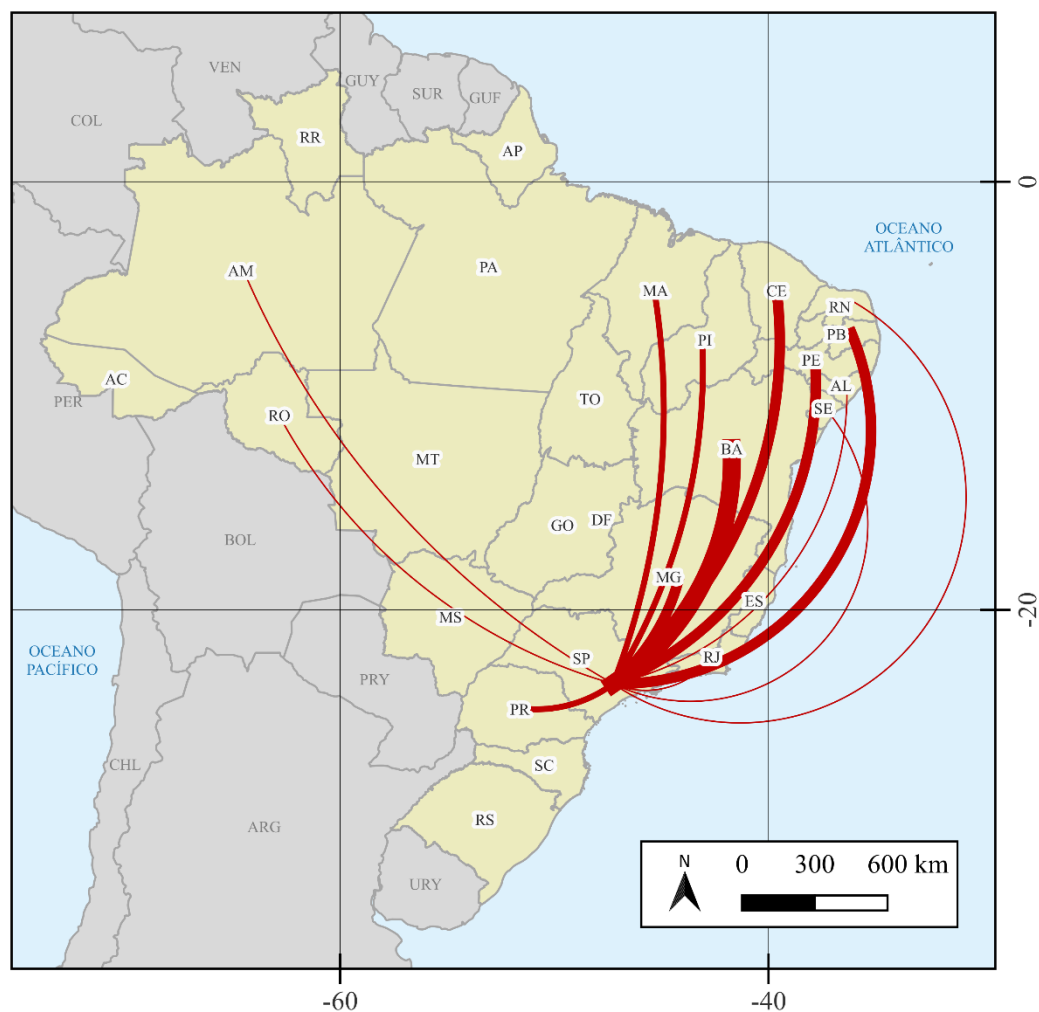 VEN
GUY
SUR
GUF
COL
RR
AP
0
OCEANO
ATLÂNTICO
AM
PA
MA
CE
RN
PB
PI
PE
AC
AL
PER
TO
SE
RO
BA
MT
GO
DF
BOL
MG
ES
MS
-20
OCEANO
PACÍFICO
SP
RJ
PRY
PR
CHL
SC
RS
ARG
URY
N
0 300 600 km
-60
-40